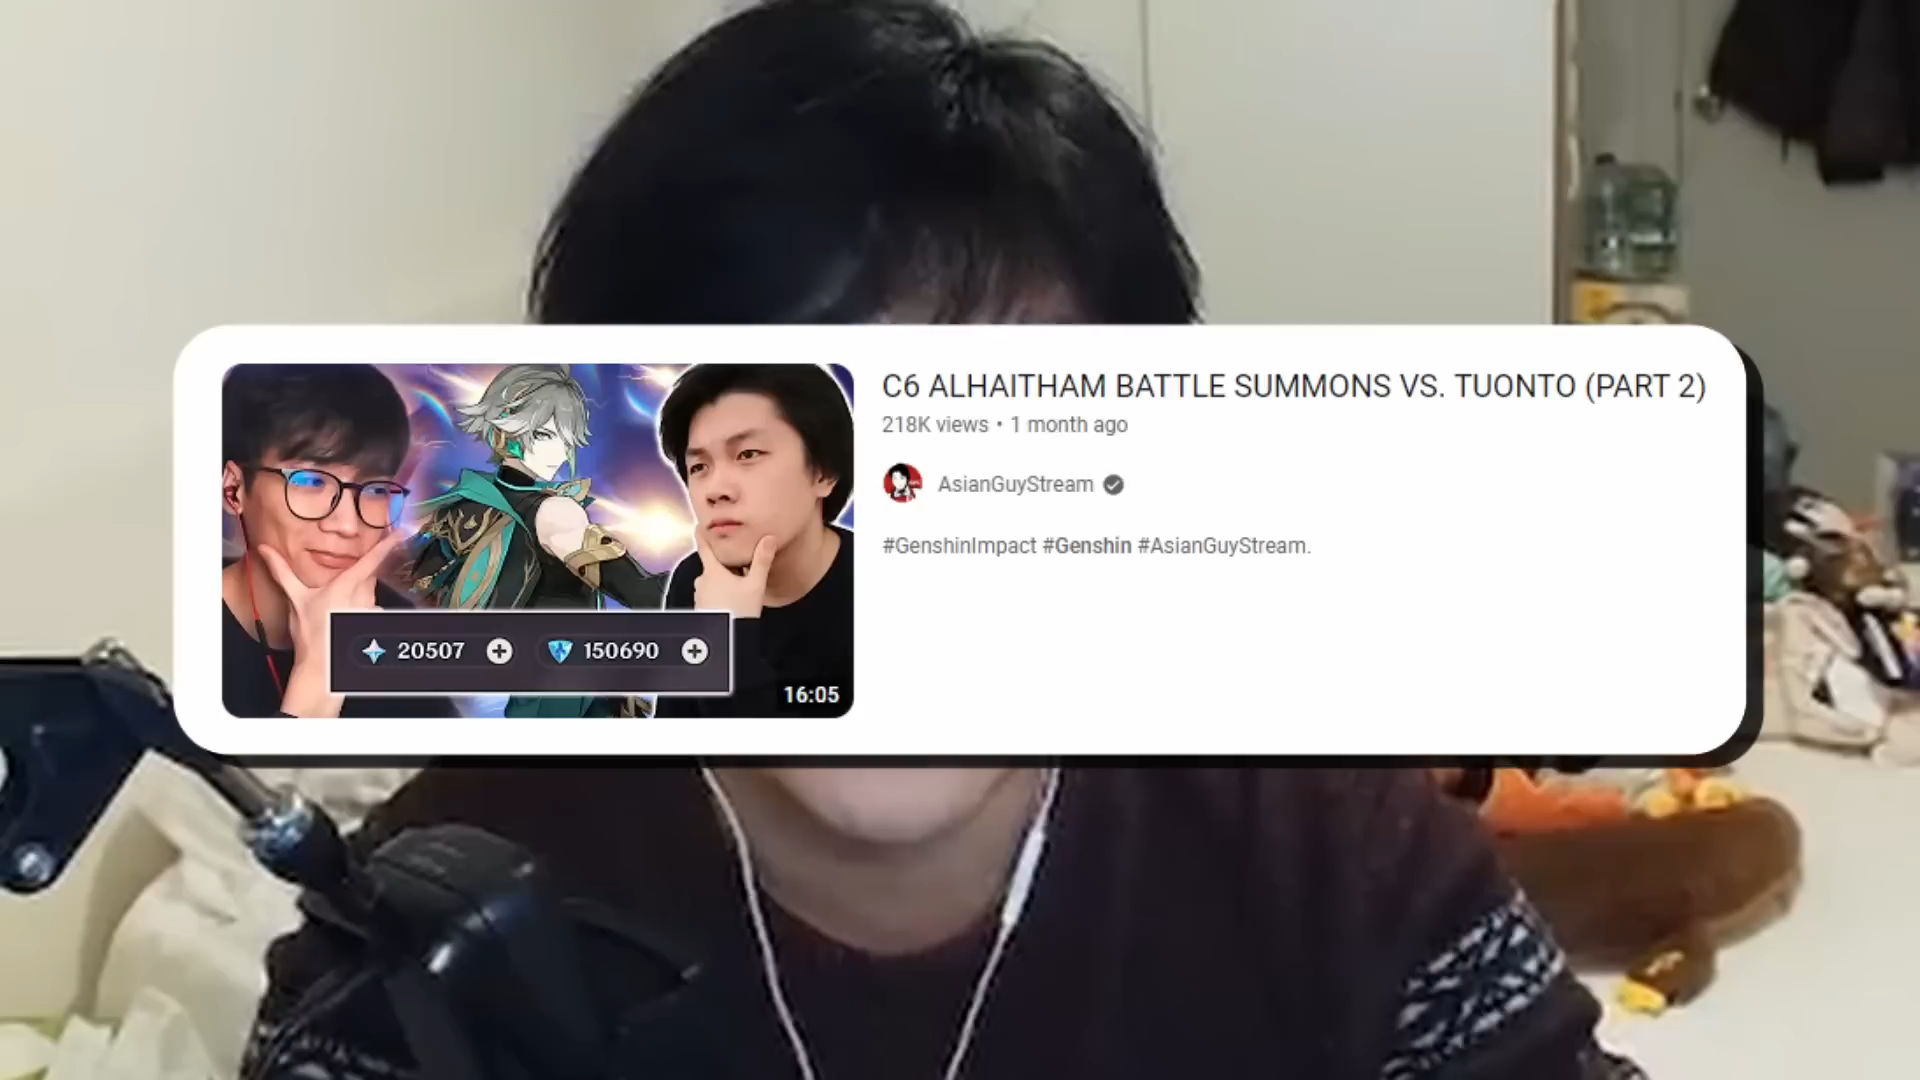 C6 ALHAITHAM BATTLE SUMMONS VS. TUONTO (PART 2)
218K views • 1 month ago
AsianGuyStream
#GenshinImpact #Genshin #AsianGuyStream.
20507 150690
16:05